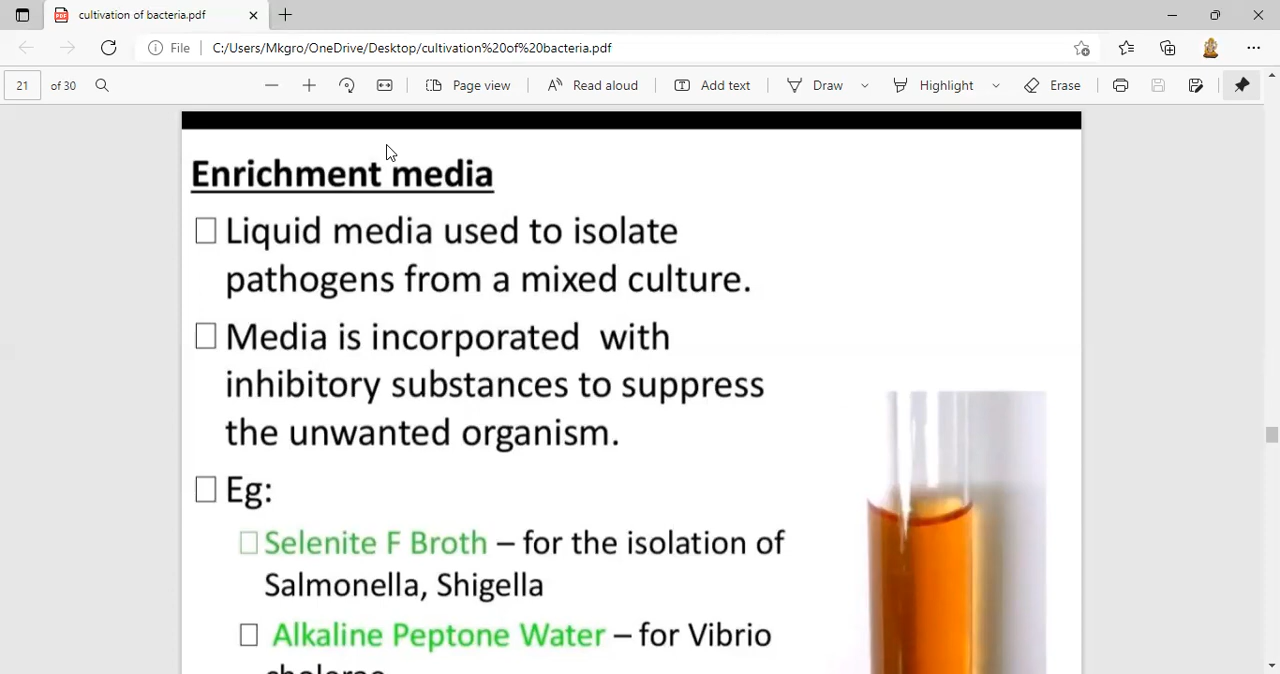 cultivation of bacteria.pdf
File C:/Users/Mkgro/OneDrive/Desktop/cultivation%20of%20bacteria.pdf
21 of 30 Page view Read aloud Add text Draw Highlight Erase
Enrichment media
Liquid media used to isolate
pathogens from a mixed culture.
Media is incorporated with
inhibitory substances to suppress
the unwanted organism.
Eg:
Selenite F Broth – for the isolation of
Salmonella, Shigella
Alkaline Peptone Water – for Vibrio